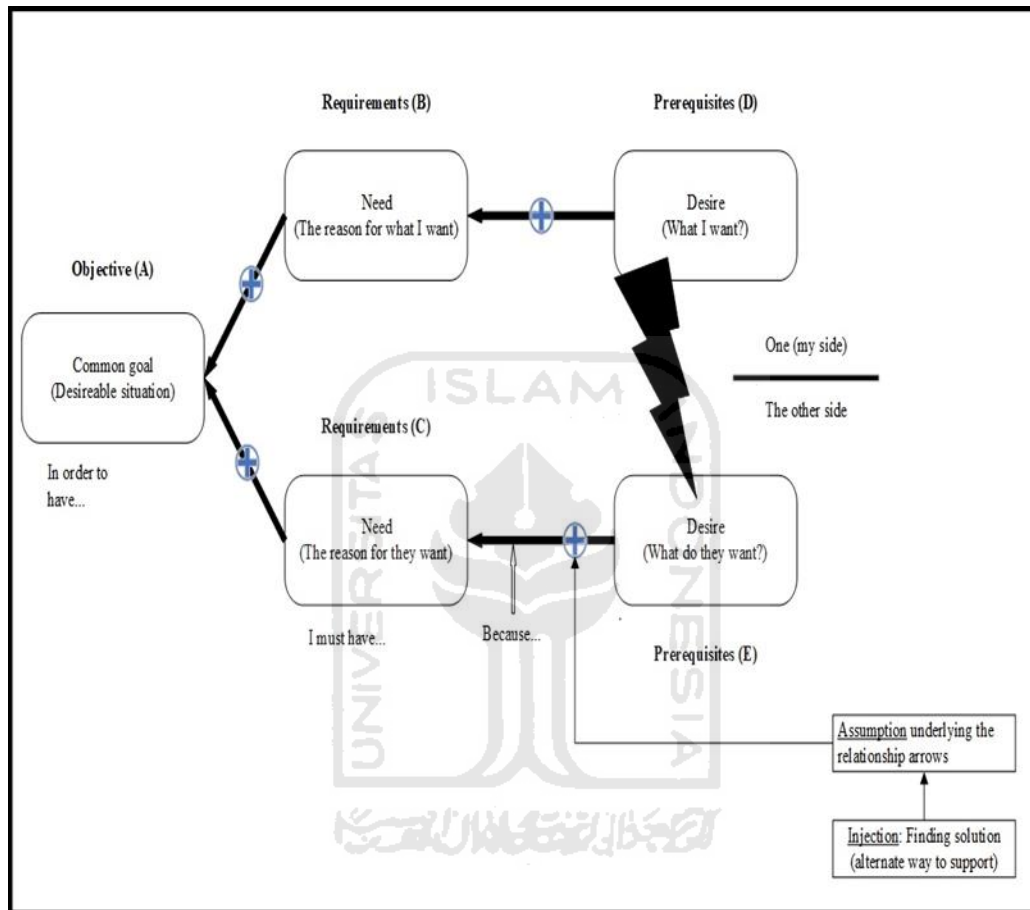 Requirements (B)
Prerequisites (D)
Need
(The reason for what I want)
Desire
(What I want?)
Objective (A)
Common goal
(Desireable situation)
One (my side)
The other side
In order to
have...
ISLAM
UNIVERSITAS
INDONESIA
Requirements (C)
Need
(The reason for they want)
Desire
(What do they want?)
I must have...
Because...
Prerequisites (E)
Assumption underlying the
relationship arrows
Injection: Finding solution
(alternate way to support)